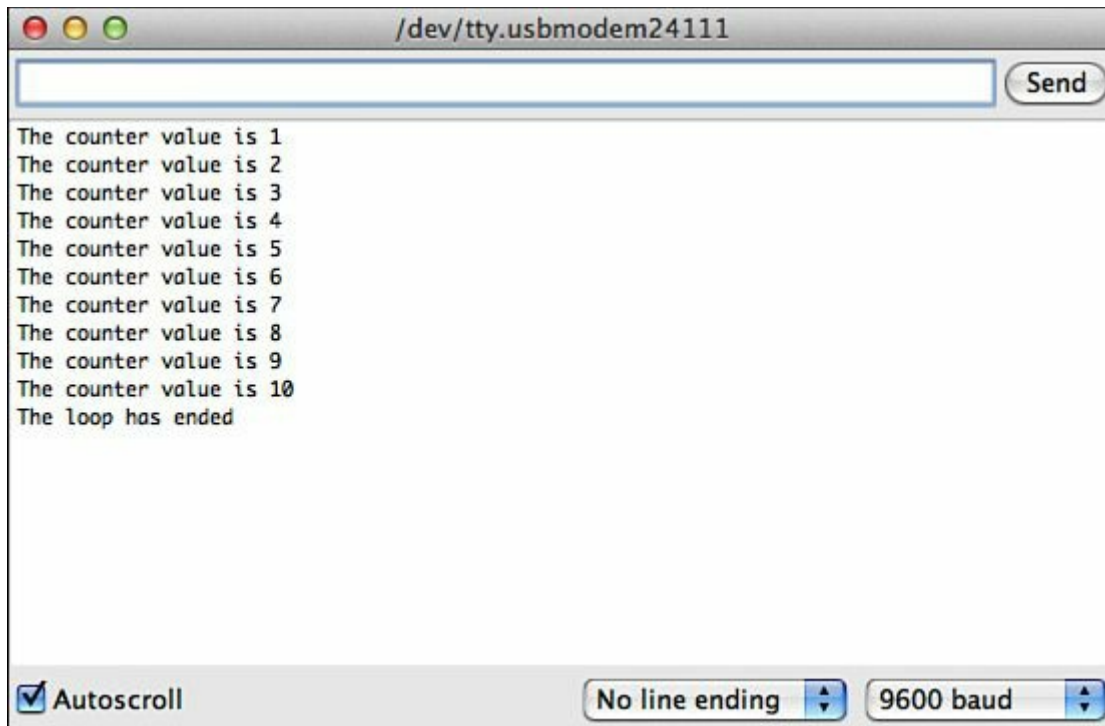 /dev/tty.usbmodem24111
Send
The counter value is 1
The counter value is 2
The counter value is 3
The counter value is 4
The counter value is 5
The counter value is 6
The counter value is 7
The counter value is 8
The counter value is 9
The counter value is 10
The loop has ended
Autoscroll
No line ending
9600 baud